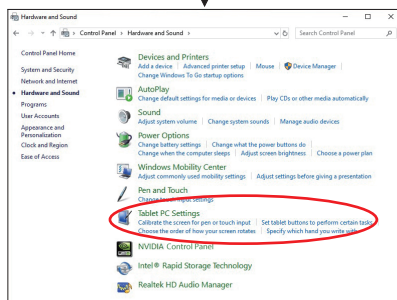 Hardware and Sound
Control Panel > Hardware and Sound >
Search Control Panel
Control Panel Home
System and Security
Network and Internet
Hardware and Sound
Programs
User Accounts
Appearance and
Personalization
Clock and Region
Ease of Access
Devices and Printers
Add a device | Advanced printer setup | Mouse | Device Manager |
Change Windows To Go startup options
AutoPlay
Change default settings for media or devices | Play CDs or other media automatically
Sound
Adjust system volume | Change system sounds | Manage audio devices
Power Options
Change battery settings | Change what the power buttons do |
Change when the computer sleeps | Adjust screen brightness | Choose a power plan
Windows Mobility Center
Adjust commonly used mobility settings | Adjust settings before giving a presentation
Pen and Touch
Change touch input settings
Tablet PC Settings
Calibrate the screen for pen or touch input | Set tablet buttons to perform certain tasks
Choose the order of how your screen rotates | Specify which hand you write with
NVIDIA Control Panel
Intel® Rapid Storage Technology
Realtek HD Audio Manager